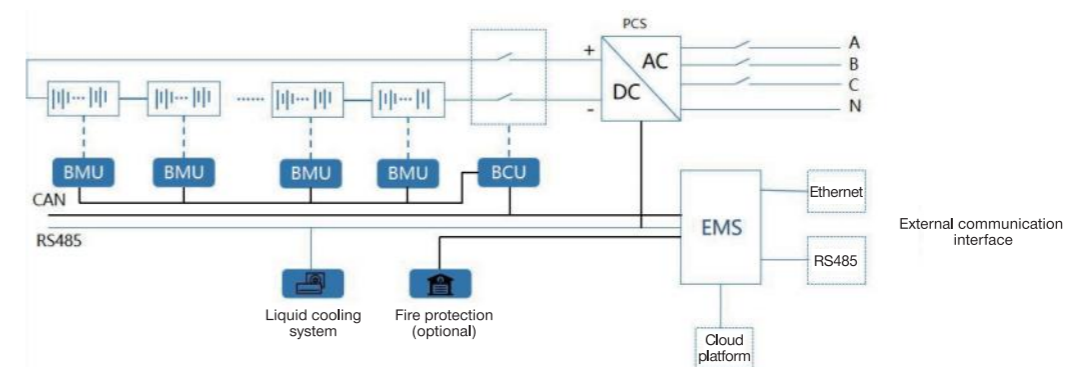 PCS
+
AC
DC
-
A
B
C
N
......
BMU
BMU
BMU
BMU
BCU
CAN
RS485
EMS
Ethernet
RS485
External communication
interface
Liquid cooling
system
Fire protection
(optional)
Cloud
platform